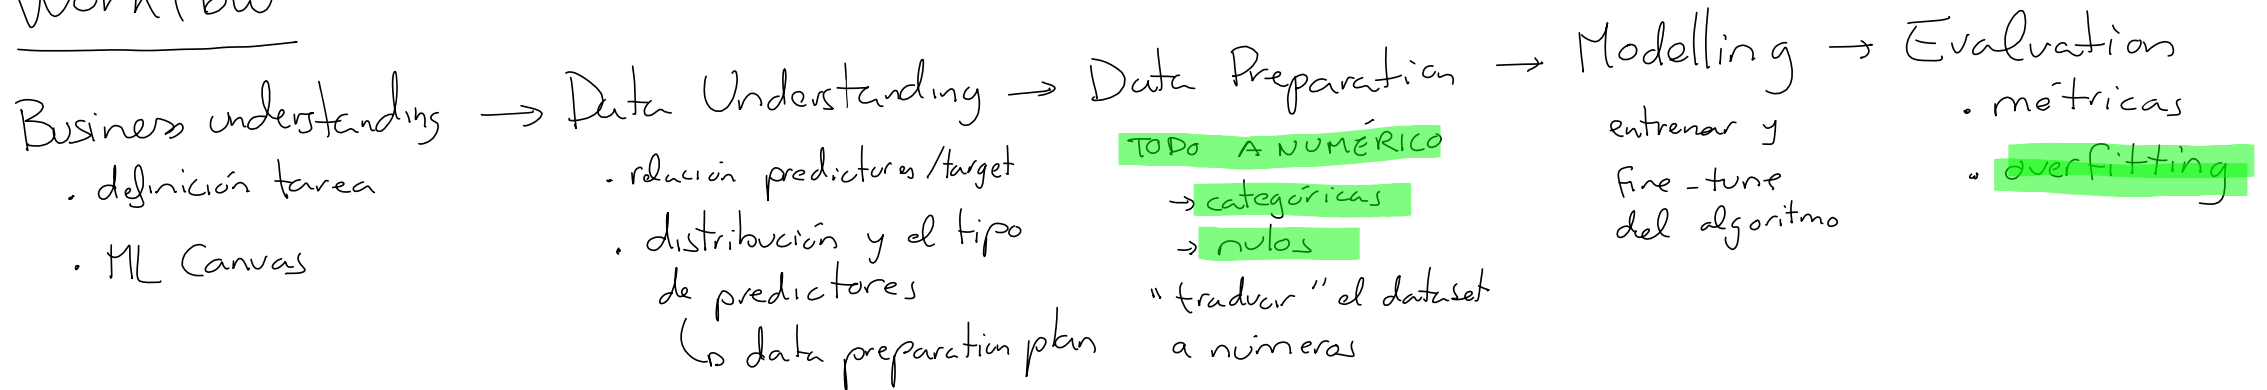 Workflow
Business understanding → Data Understanding → Data Preparation → Modelling → Evaluation
· definición tarea
· ML Canvas
· relación predictores/target
· distribución y el tipo
de predictores
↳ data preparation plan
TODO A NUMÉRICO
→ categóricas
→ nulos
"traducir" el dataset
a números
entrenar y
fine-tune
del algoritmo
· métricas
· overfitting